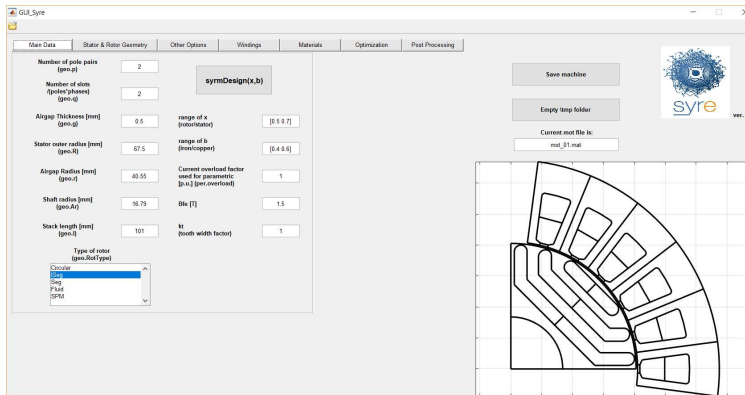 GUI_Syre
Main Data
Stator & Rotor Geometry
Other Options
Windings
Materials
Optimization
Post Processing
Number of pole pairs
(geo.p)
2
Number of slots
/(poles*phases)
(geo.q)
2
syrmDesign(x,b)
Airgap Thickness [mm]
(geo.g)
0.5
range of x
(rotor/stator)
[0.5 0.7]
Stator outer radius [mm]
(geo.R)
67.5
range of b
(iron/copper)
[0.4 0.6]
Airgap Radius [mm]
(geo.r)
40.55
Current overload factor
used for parametric
[p.u.] (per.overload)
1
Shaft radius [mm]
(geo.Ar)
16.79
Bfe [T]
1.5
Stack length [mm]
(geo.l)
101
kt
(tooth width factor)
1
Type of rotor
(geo.RotType)
Circular
ISeg
Seg
Fluid
SPM
Save machine
Empty tmp folder
Current mot file is:
mot_01.mat
syre
ver.